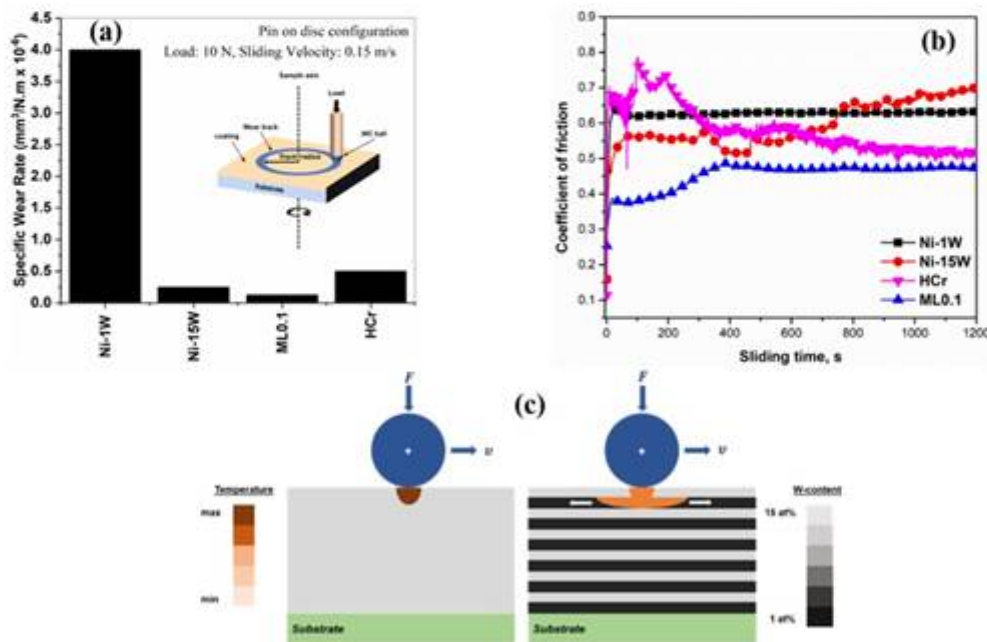 (a)
Pin on disc configuration
Load: 10 N, Sliding Velocity: 0.15 m/s
Sample axis
Load
Wear track
WC ball
coating
Track radius
Substrate
Specific Wear Rate (mm³/N.m x 10⁻⁶)
4.5
4.0
3.5
3.0
2.5
2.0
1.5
1.0
0.5
0.0
Ni-1W
Ni-15W
ML0.1
HCr
(b)
Coefficient of friction
0.9
0.8
0.7
0.6
0.5
0.4
0.3
0.2
0.1
Ni-1W
Ni-15W
HCr
ML0.1
0 200 400 600 800 1000 1200
Sliding time, s
(c)
F
v
F
v
Temperature
max
min
Substrate
Substrate
W-content
15 at%
1 at%